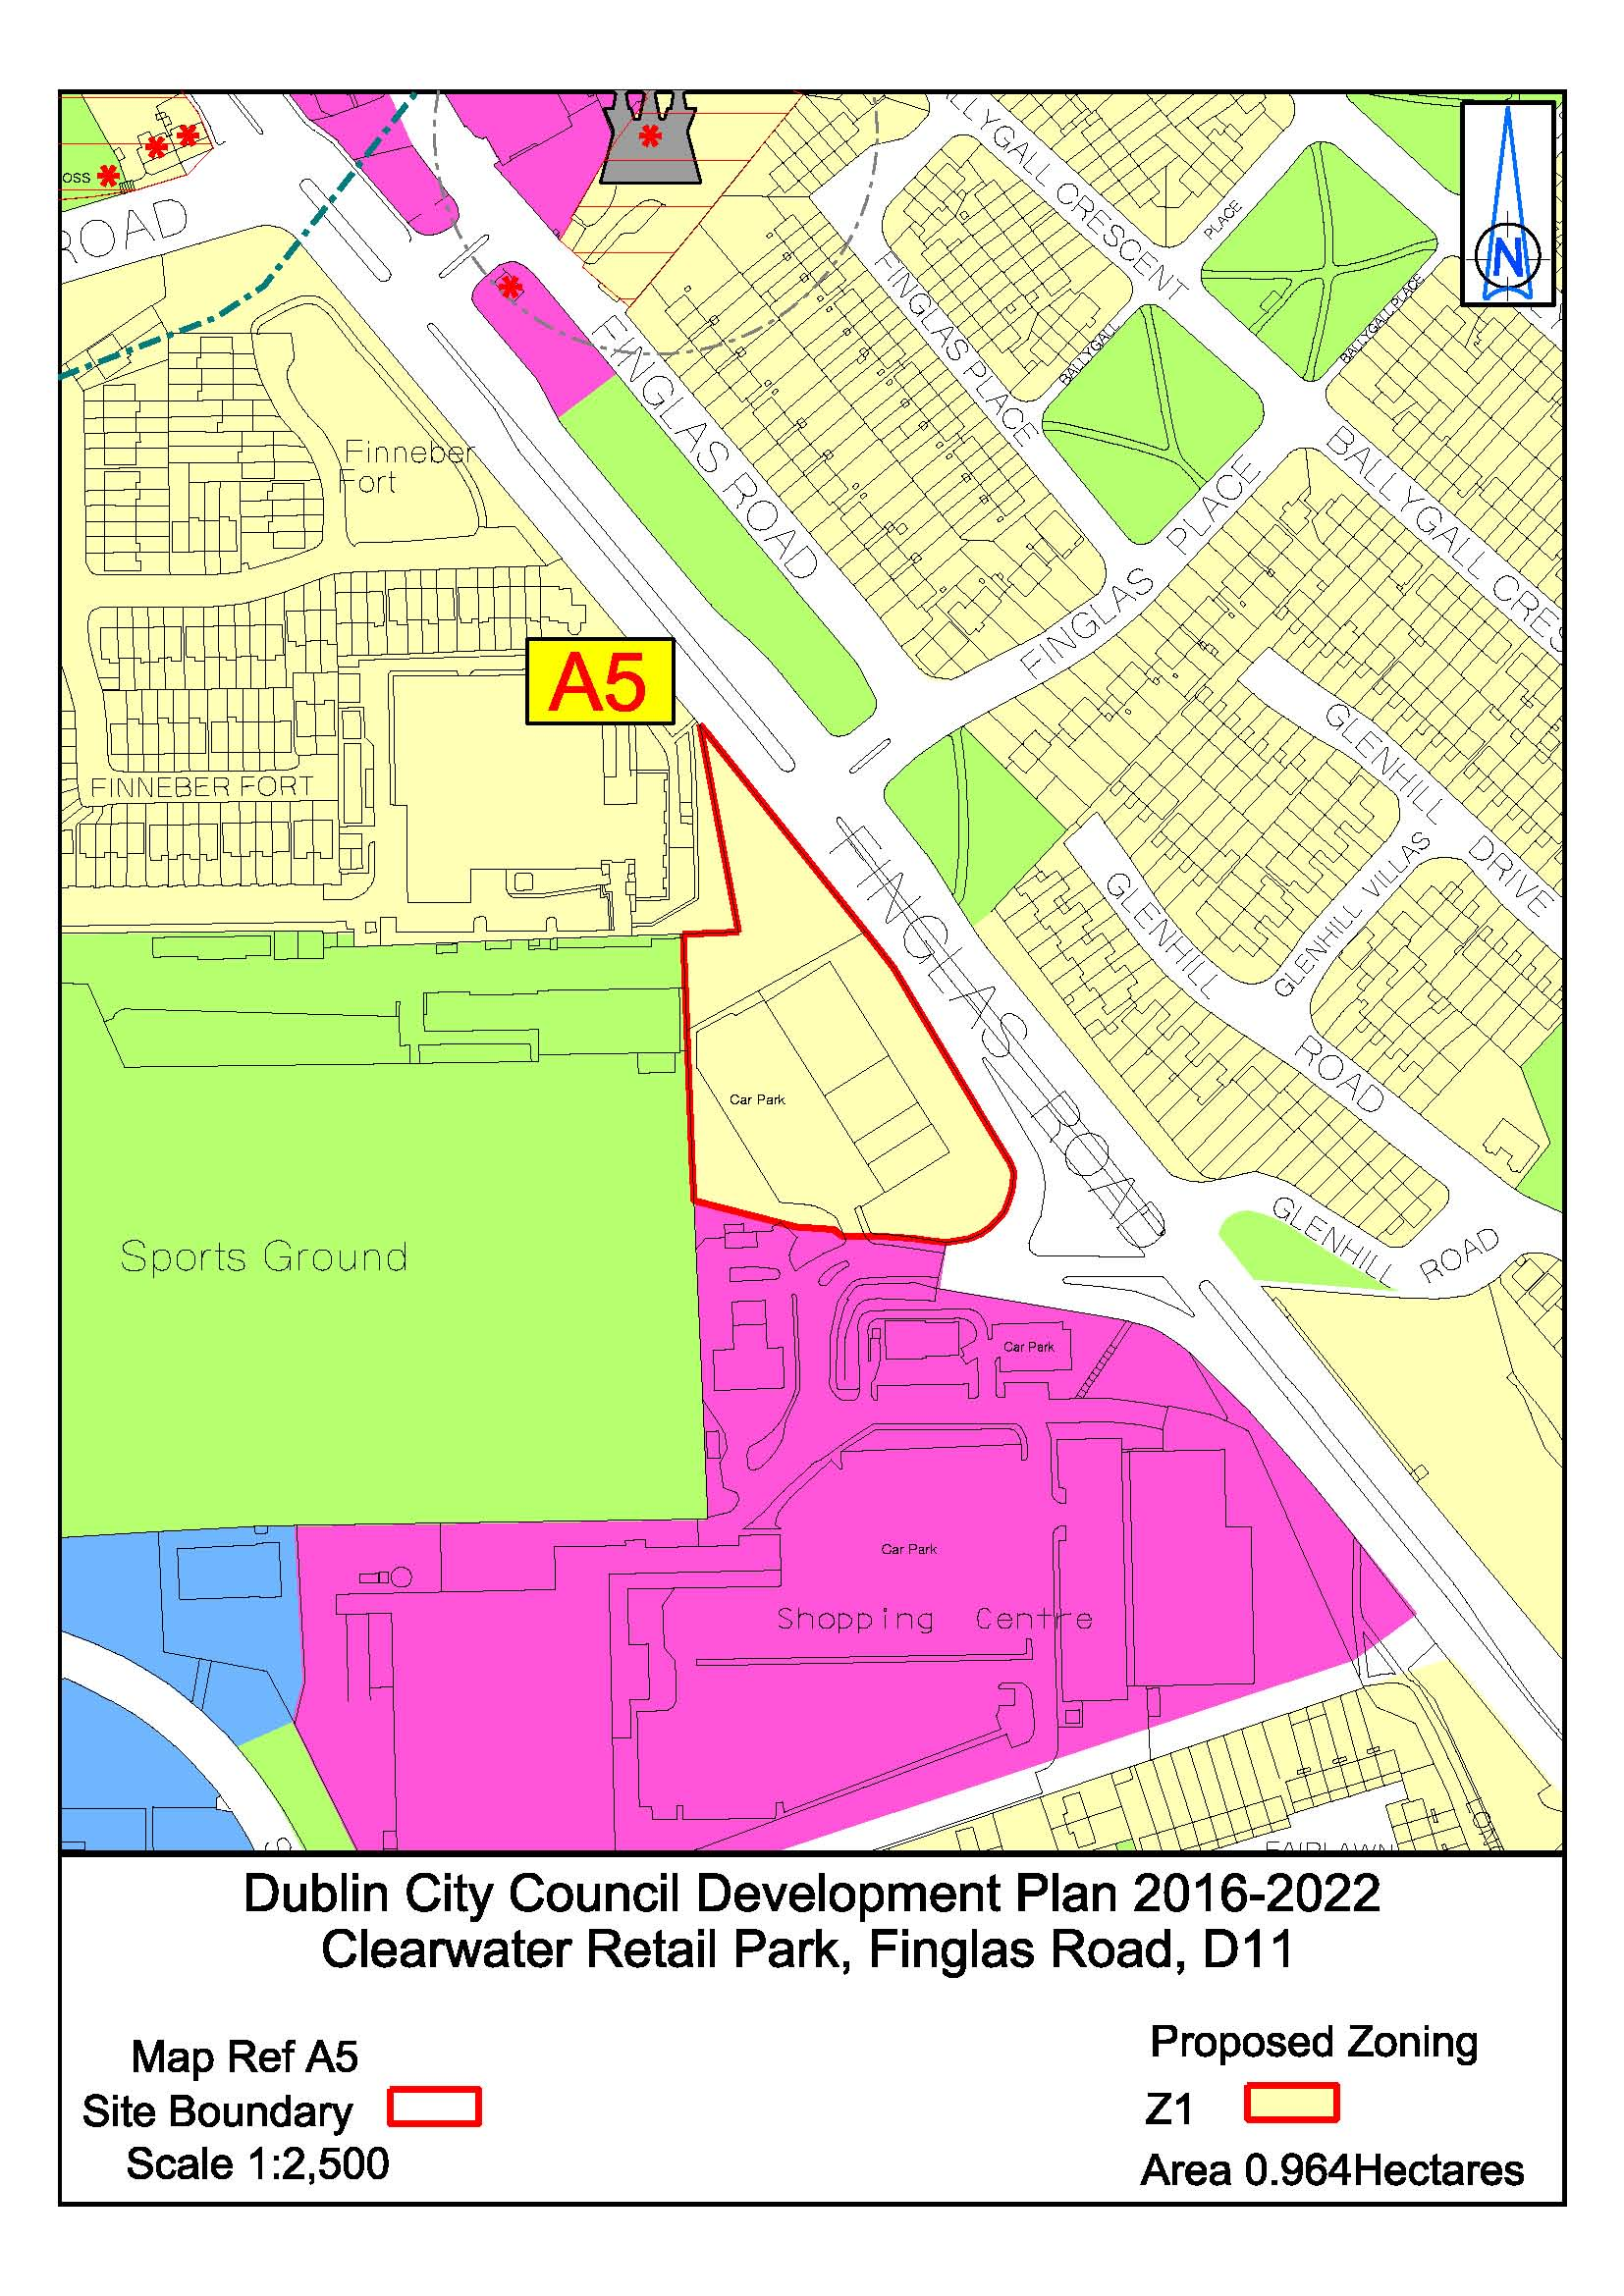 oss
ROAD
BALLYGALL CRESCENT
PLACE
N
FINGLAS PLACE
BALLYGALL
BALLYGALL PLACE
FINGLAS ROAD
Finneber
Fort
FINGLAS PLACE
BALLYGALL CRES
A5
FINNEBER FORT
GLENHILL DRIVE
GLENHILL VILLAS
GLENHILL ROAD
FINGLAS ROAD
Car Park
GLENHILL ROAD
Sports Ground
Car Park
Car Park
Shopping Centre
FAIRLAWN
Dublin City Council Development Plan 2016-2022
Clearwater Retail Park, Finglas Road, D11
Map Ref A5
Site Boundary
Scale 1:2,500
Proposed Zoning
Z1
Area 0.964Hectares